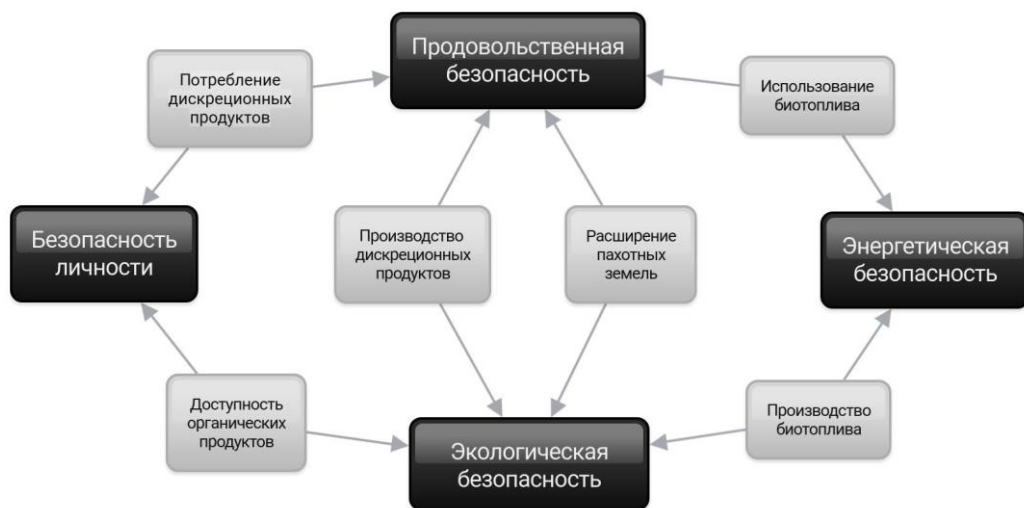 Продовольственная
безопасность
Потребление
дискреционных
продуктов
Использование
биотоплива
Безопасность
личности
Производство
дискреционных
продуктов
Расширение
пахотных
земель
Энергетическая
безопасность
Доступность
органических
продуктов
Экологическая
безопасность
Производство
биотоплива